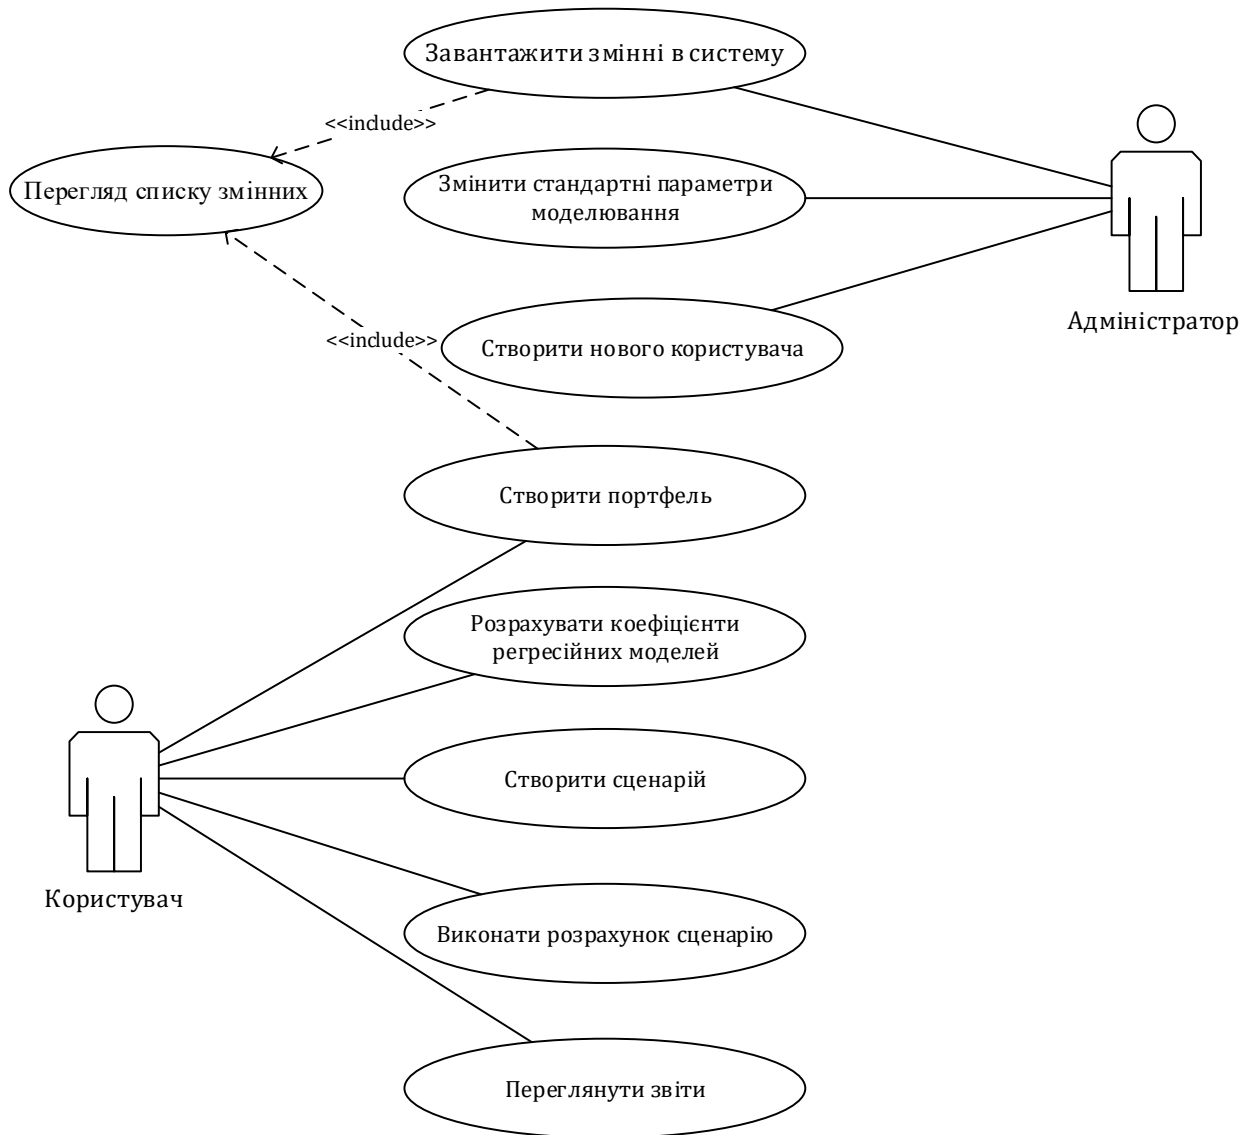 Завантажити змінні в систему
<<include>>
Перегляд списку змінних
Змінити стандартні параметри
моделювання
Адміністратор
<<include>>
Створити нового користувача
Створити портфель
Розрахувати коефіцієнти
регресійних моделей
Створити сценарій
Користувач
Виконати розрахунок сценарію
Переглянути звіти